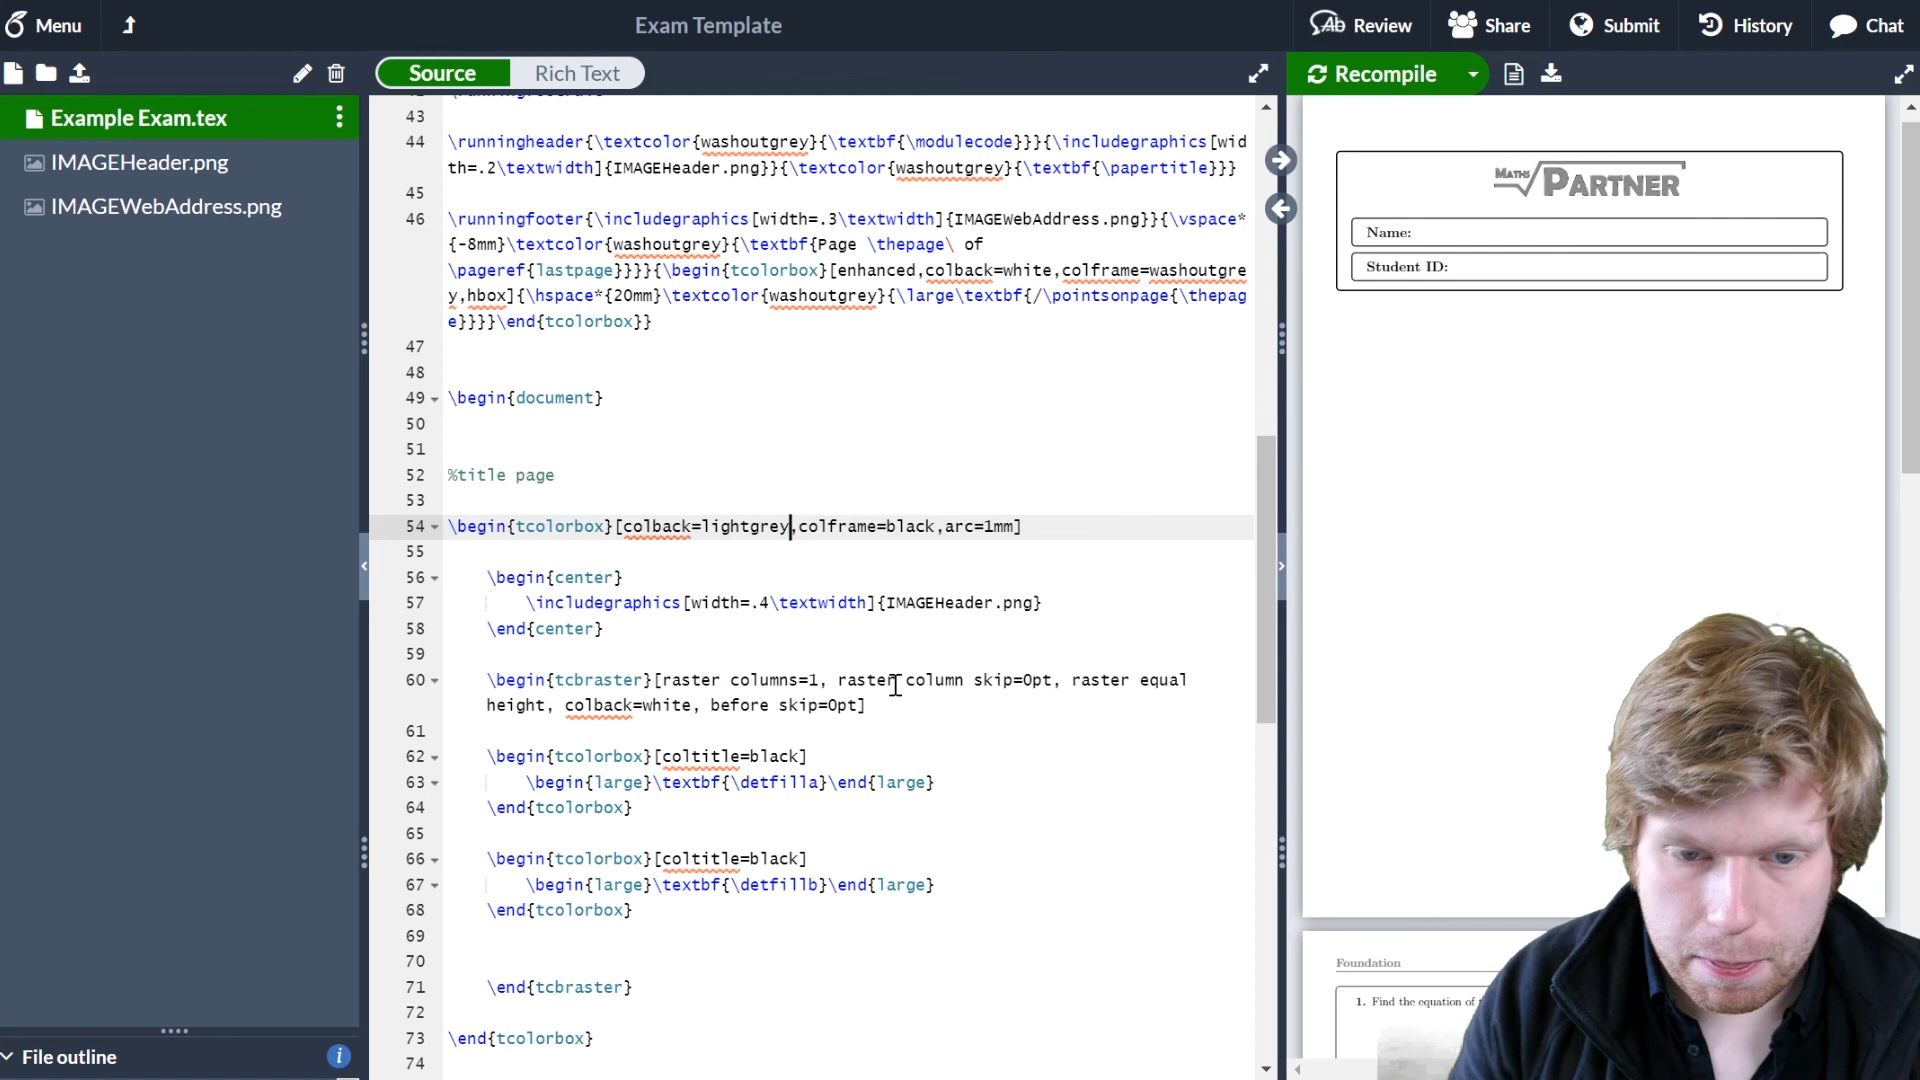 Menu
Exam Template
Review
Share
Submit
History
Chat
Source
Rich Text
Recompile
Example Exam.tex
IMAGEHeader.png
IMAGEWebAddress.png
File outline
43
44 \runningheader{\textcolor{washoutgrey}{\textbf{\modulecode}}}{\includegraphics[wid
th=.2\textwidth]{IMAGEHeader.png}}{\textcolor{washoutgrey}{\textbf{\papertitle}}}
45
46 \runningfooter{\includegraphics[width=.3\textwidth]{IMAGEWebAddress.png}}{\vspace*
{-8mm}\textcolor{washoutgrey}{\textbf{Page \thepage\ of
\pageref{lastpage}}}}{\begin{tcolorbox}[enhanced,colback=white,colframe=washoutgre
y,hbox]{\hspace*{20mm}\textcolor{washoutgrey}{\large\textbf{/\pointsonpage{\thepag
e}}}}\end{tcolorbox}}
47
48
49 \begin{document}
50
51
52 %title page
53
54 \begin{tcolorbox}[colback=lightgrey,colframe=black,arc=1mm]
55
56 \begin{center}
57 \includegraphics[width=.4\textwidth]{IMAGEHeader.png}
58 \end{center}
59
60 \begin{tcbraster}[raster columns=1, raster column skip=0pt, raster equal
height, colback=white, before skip=0pt]
61
62 \begin{tcolorbox}[coltitle=black]
63 \begin{large}\textbf{\detfilla}\end{large}
64 \end{tcolorbox}
65
66 \begin{tcolorbox}[coltitle=black]
67 \begin{large}\textbf{\detfillb}\end{large}
68 \end{tcolorbox}
69
70
71 \end{tcbraster}
72
73 \end{tcolorbox}
74
MATHS PARTNER
Name:
Student ID:
Foundation
1. Find the equation of